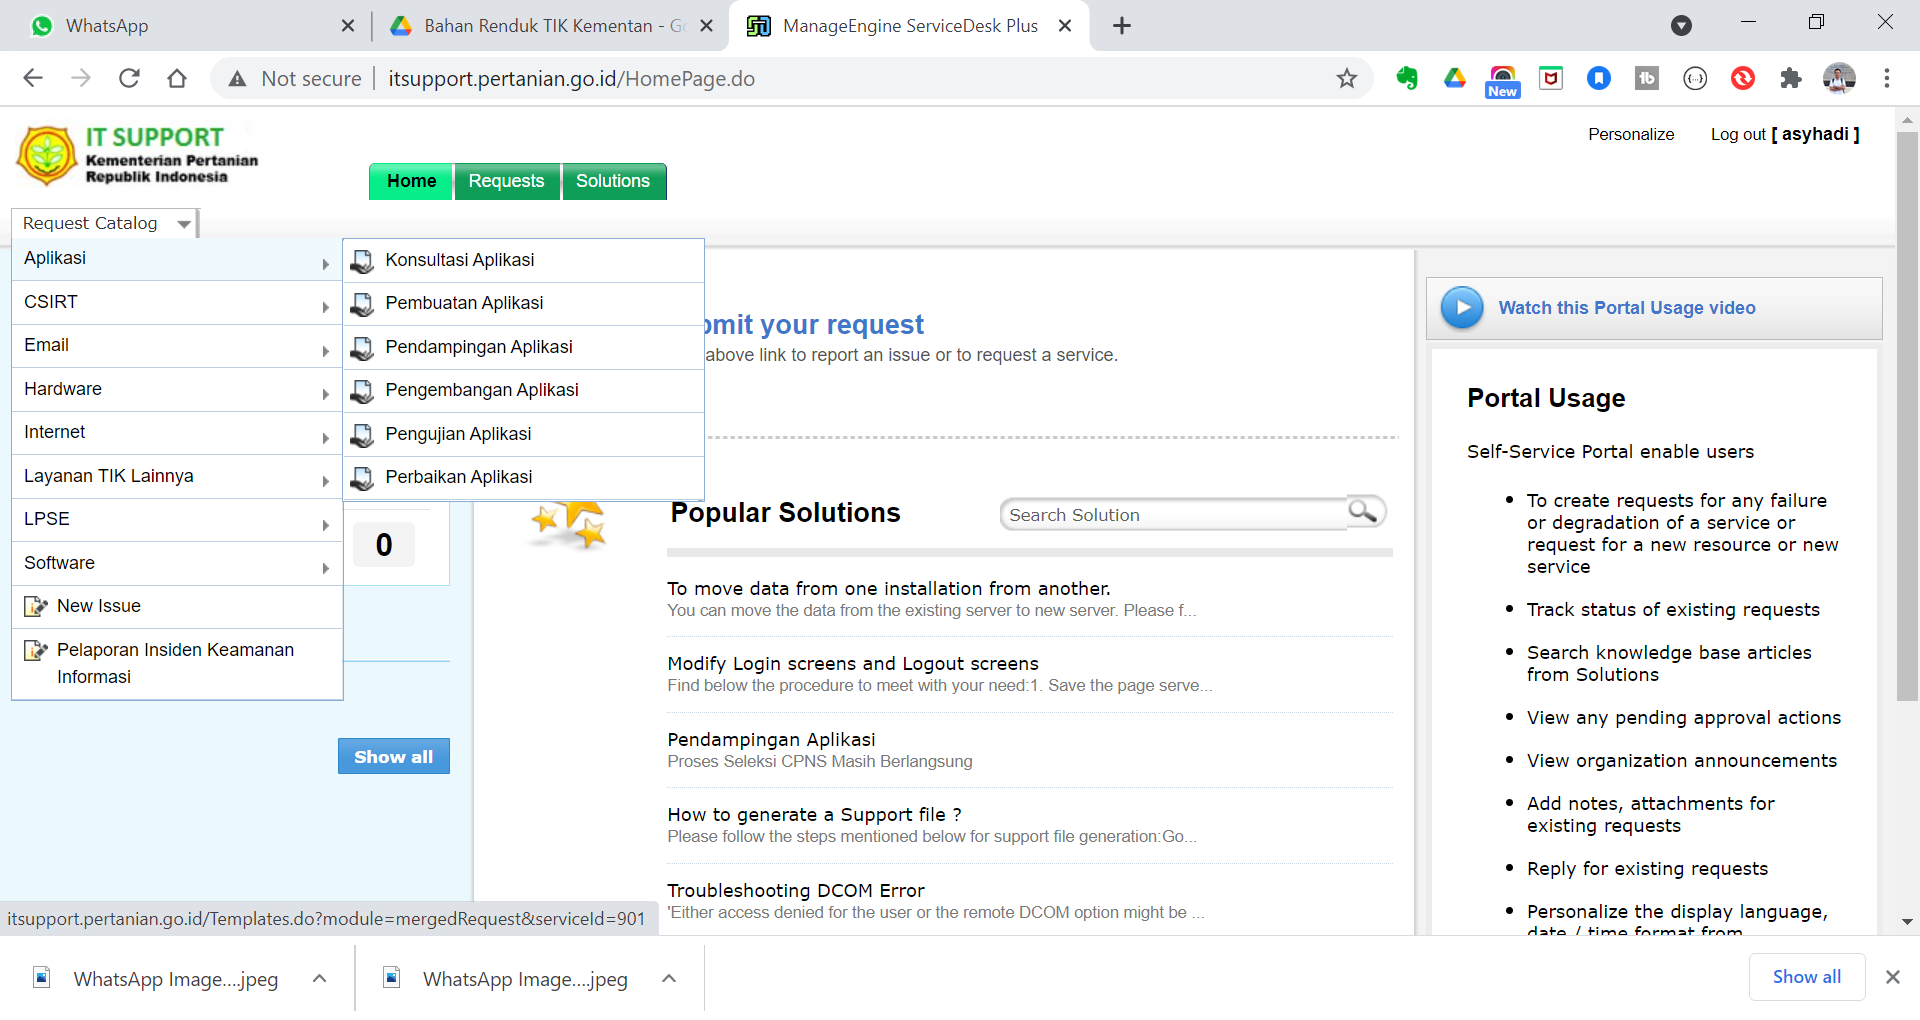 WhatsApp
Bahan Renduk TIK Kementan - Go
ManageEngine ServiceDesk Plus
Not secure
itsupport.pertanian.go.id/HomePage.do
New
IT SUPPORT
Kementerian Pertanian
Republik Indonesia
Personalize
Log out [ asyhadi ]
Home
Requests
Solutions
Request Catalog
Aplikasi
CSIRT
Email
Hardware
Internet
Layanan TIK Lainnya
LPSE
Software
New Issue
Pelaporan Insiden Keamanan
Informasi
Konsultasi Aplikasi
Pembuatan Aplikasi
Pendampingan Aplikasi
Pengembangan Aplikasi
Pengujian Aplikasi
Perbaikan Aplikasi
0
Show all
bmit your request
above link to report an issue or to request a service.
Popular Solutions
Search Solution
To move data from one installation from another.
You can move the data from the existing server to new server. Please f...
Modify Login screens and Logout screens
Find below the procedure to meet with your need:1. Save the page serve...
Pendampingan Aplikasi
Proses Seleksi CPNS Masih Berlangsung
How to generate a Support file ?
Please follow the steps mentioned below for support file generation:Go...
Troubleshooting DCOM Error
'Either access denied for the user or the remote DCOM option might be ...
Watch this Portal Usage video
Portal Usage
Self-Service Portal enable users
To create requests for any failure
or degradation of a service or
request for a new resource or new
service
Track status of existing requests
Search knowledge base articles
from Solutions
View any pending approval actions
View organization announcements
Add notes, attachments for
existing requests
Reply for existing requests
Personalize the display language,
date / time format from
itsupport.pertanian.go.id/Templates.do?module=mergedRequest&serviceId=901
WhatsApp Image....jpeg
WhatsApp Image....jpeg
Show all